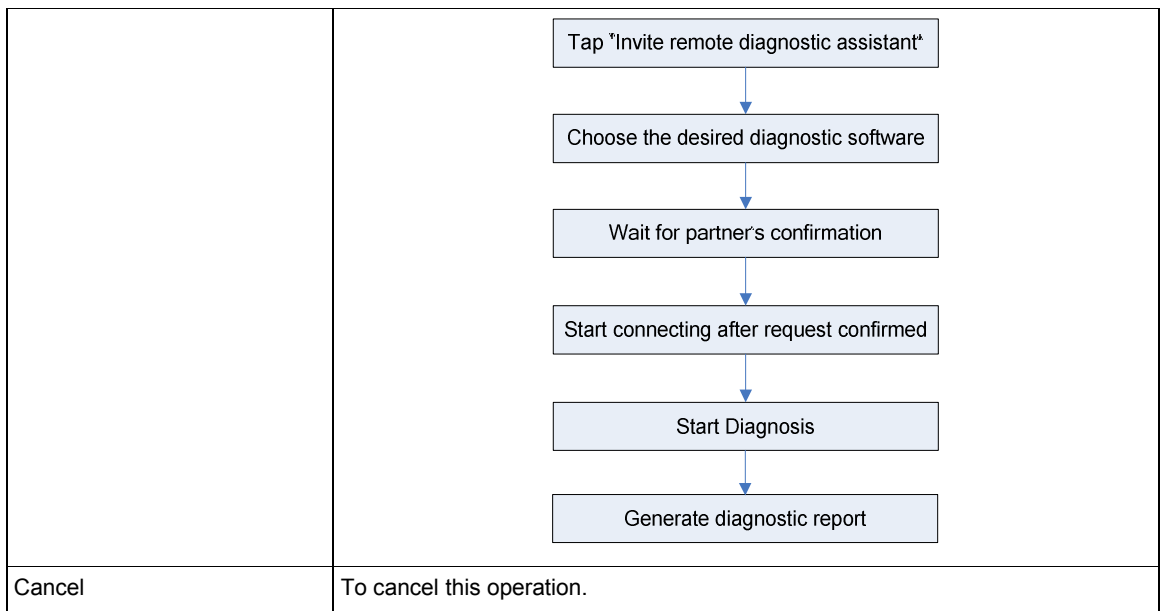 Tap "Invite remote diagnostic assistant"
Choose the desired diagnostic software
Wait for partner's confirmation
Start connecting after request confirmed
Start Diagnosis
Generate diagnostic report
Cancel
To cancel this operation.